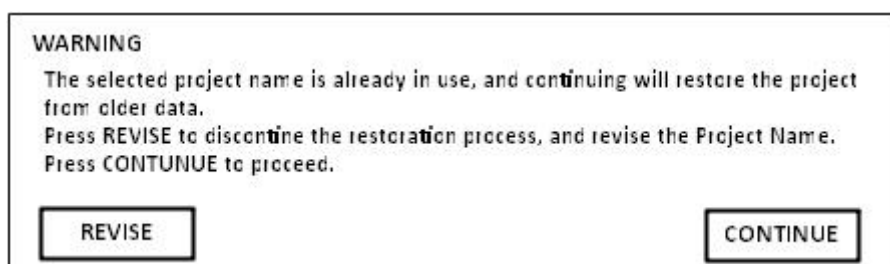 WARNING
The selected project name is already in use, and continuing will restore the project
from older data.
Press REVISE to discontine the restoration process, and revise the Project Name.
Press CONTUNUE to proceed.
REVISE
CONTINUE